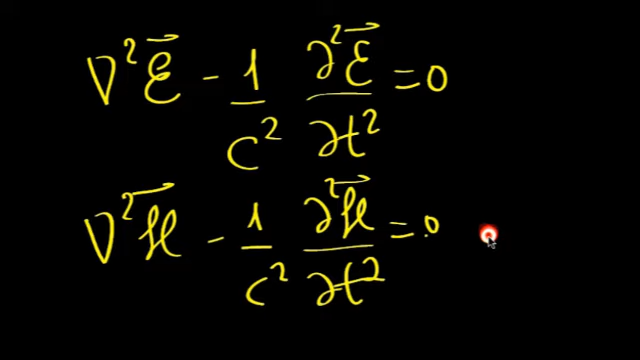 ∇²ℰ⃗ - 1/c² ∂²ℰ⃗/∂t² = 0
∇²ℋ⃗ - 1/c² ∂²ℋ⃗/∂t² = 0